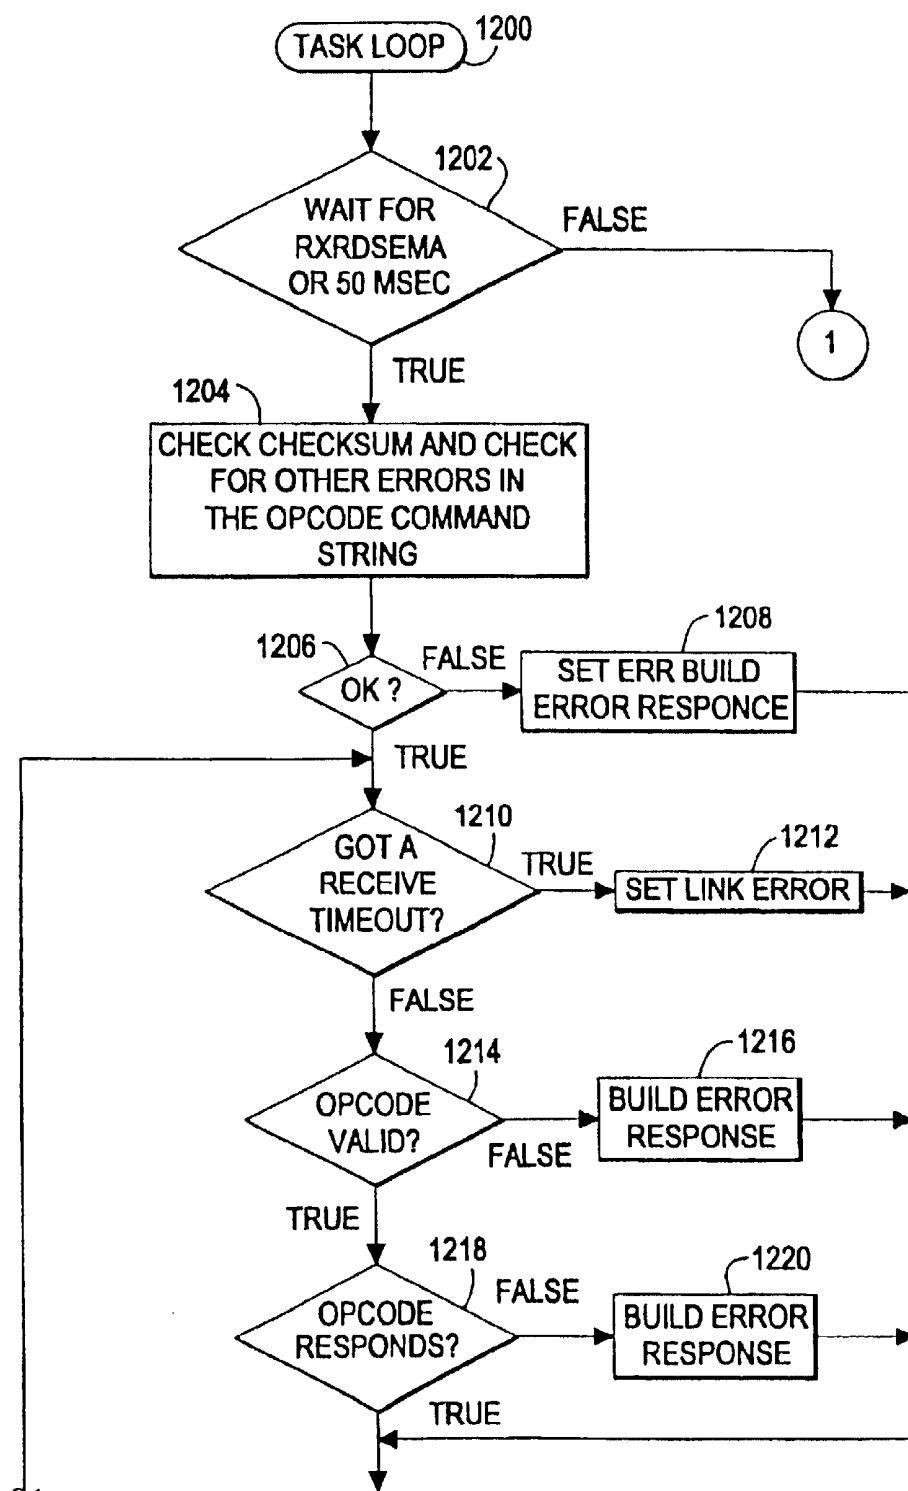 TASK LOOP
1200
1202
WAIT FOR
RXRDSEMA
OR 50 MSEC
FALSE
1
TRUE
1204
CHECK CHECKSUM AND CHECK
FOR OTHER ERRORS IN
THE OPCODE COMMAND
STRING
1206
OK ?
FALSE
1208
SET ERR BUILD
ERROR RESPONCE
TRUE
1210
GOT A
RECEIVE
TIMEOUT?
TRUE
1212
SET LINK ERROR
FALSE
1214
OPCODE
VALID?
FALSE
1216
BUILD ERROR
RESPONSE
TRUE
1218
OPCODE
RESPONDS?
FALSE
1220
BUILD ERROR
RESPONSE
TRUE